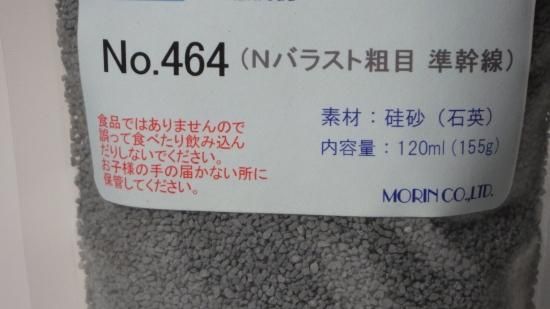 No.464 (Nバラスト粗目 準幹線)
素材：硅砂（石英）
内容量：120ml(155g)
食品ではありませんので
誤って食べたり飲み込ん
だりしないでください。
お子様の手の届かない所に
保管してください。
MORIN CO.,LTD.